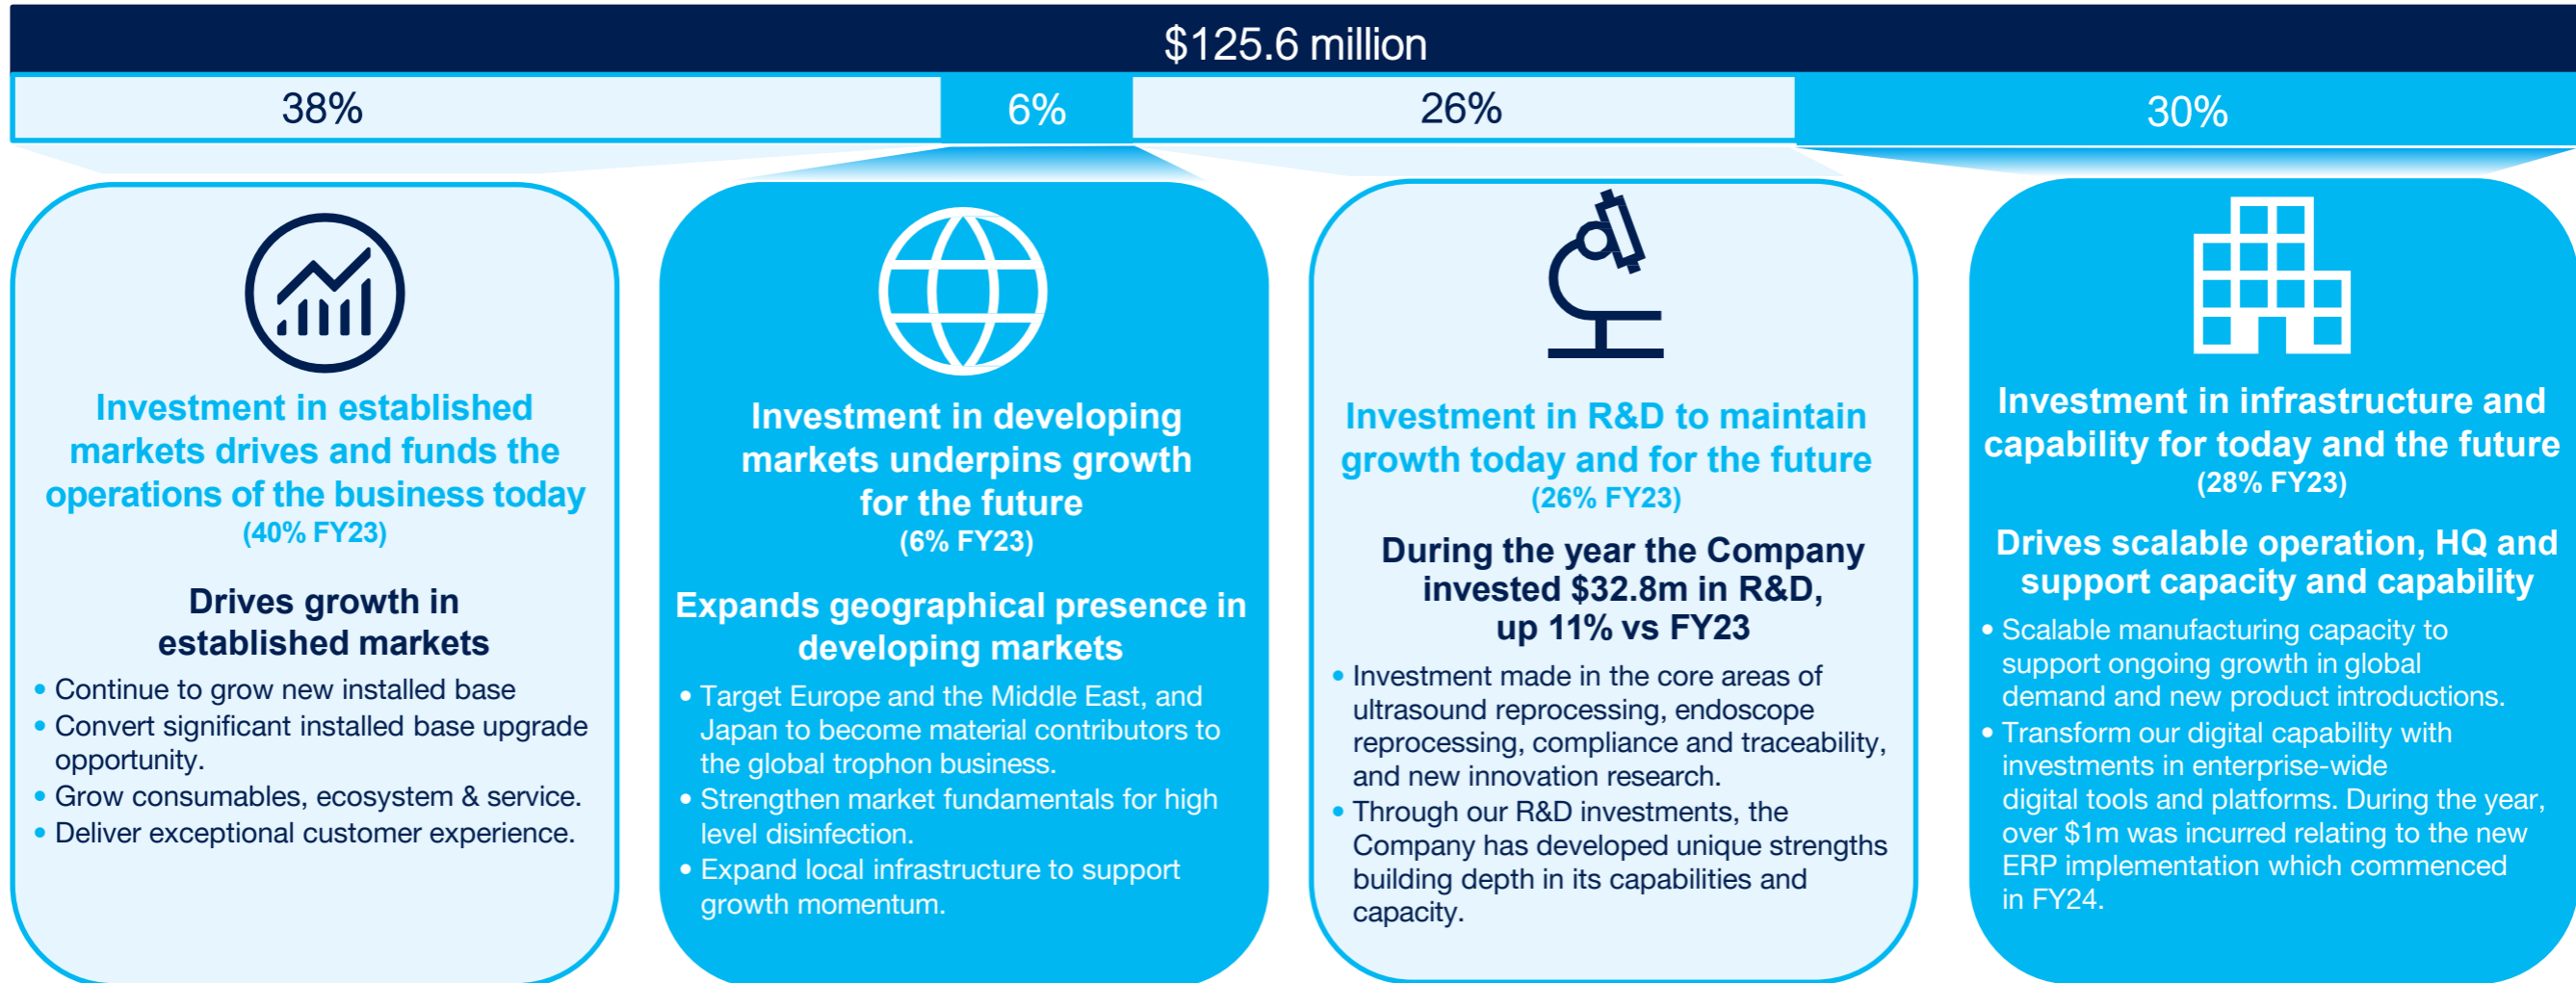 $125.6 million
38%
6%
26%
30%
Investment in established
markets drives and funds the
operations of the business today
(40% FY23)
Drives growth in
established markets
• Continue to grow new installed base
• Convert significant installed base upgrade
opportunity.
• Grow consumables, ecosystem & service.
• Deliver exceptional customer experience.
Investment in developing
markets underpins growth
for the future
(6% FY23)
Expands geographical presence in
developing markets
• Target Europe and the Middle East, and
Japan to become material contributors to
the global trophon business.
• Strengthen market fundamentals for high
level disinfection.
• Expand local infrastructure to support
growth momentum.
Investment in R&D to maintain
growth today and for the future
(26% FY23)
During the year the Company
invested $32.8m in R&D,
up 11% vs FY23
• Investment made in the core areas of
ultrasound reprocessing, endoscope
reprocessing, compliance and traceability,
and new innovation research.
• Through our R&D investments, the
Company has developed unique strengths
building depth in its capabilities and
capacity.
Investment in infrastructure and
capability for today and the future
(28% FY23)
Drives scalable operation, HQ and
support capacity and capability
• Scalable manufacturing capacity to
support ongoing growth in global
demand and new product introductions.
• Transform our digital capability with
investments in enterprise-wide
digital tools and platforms. During the year,
over $1m was incurred relating to the new
ERP implementation which commenced
in FY24.